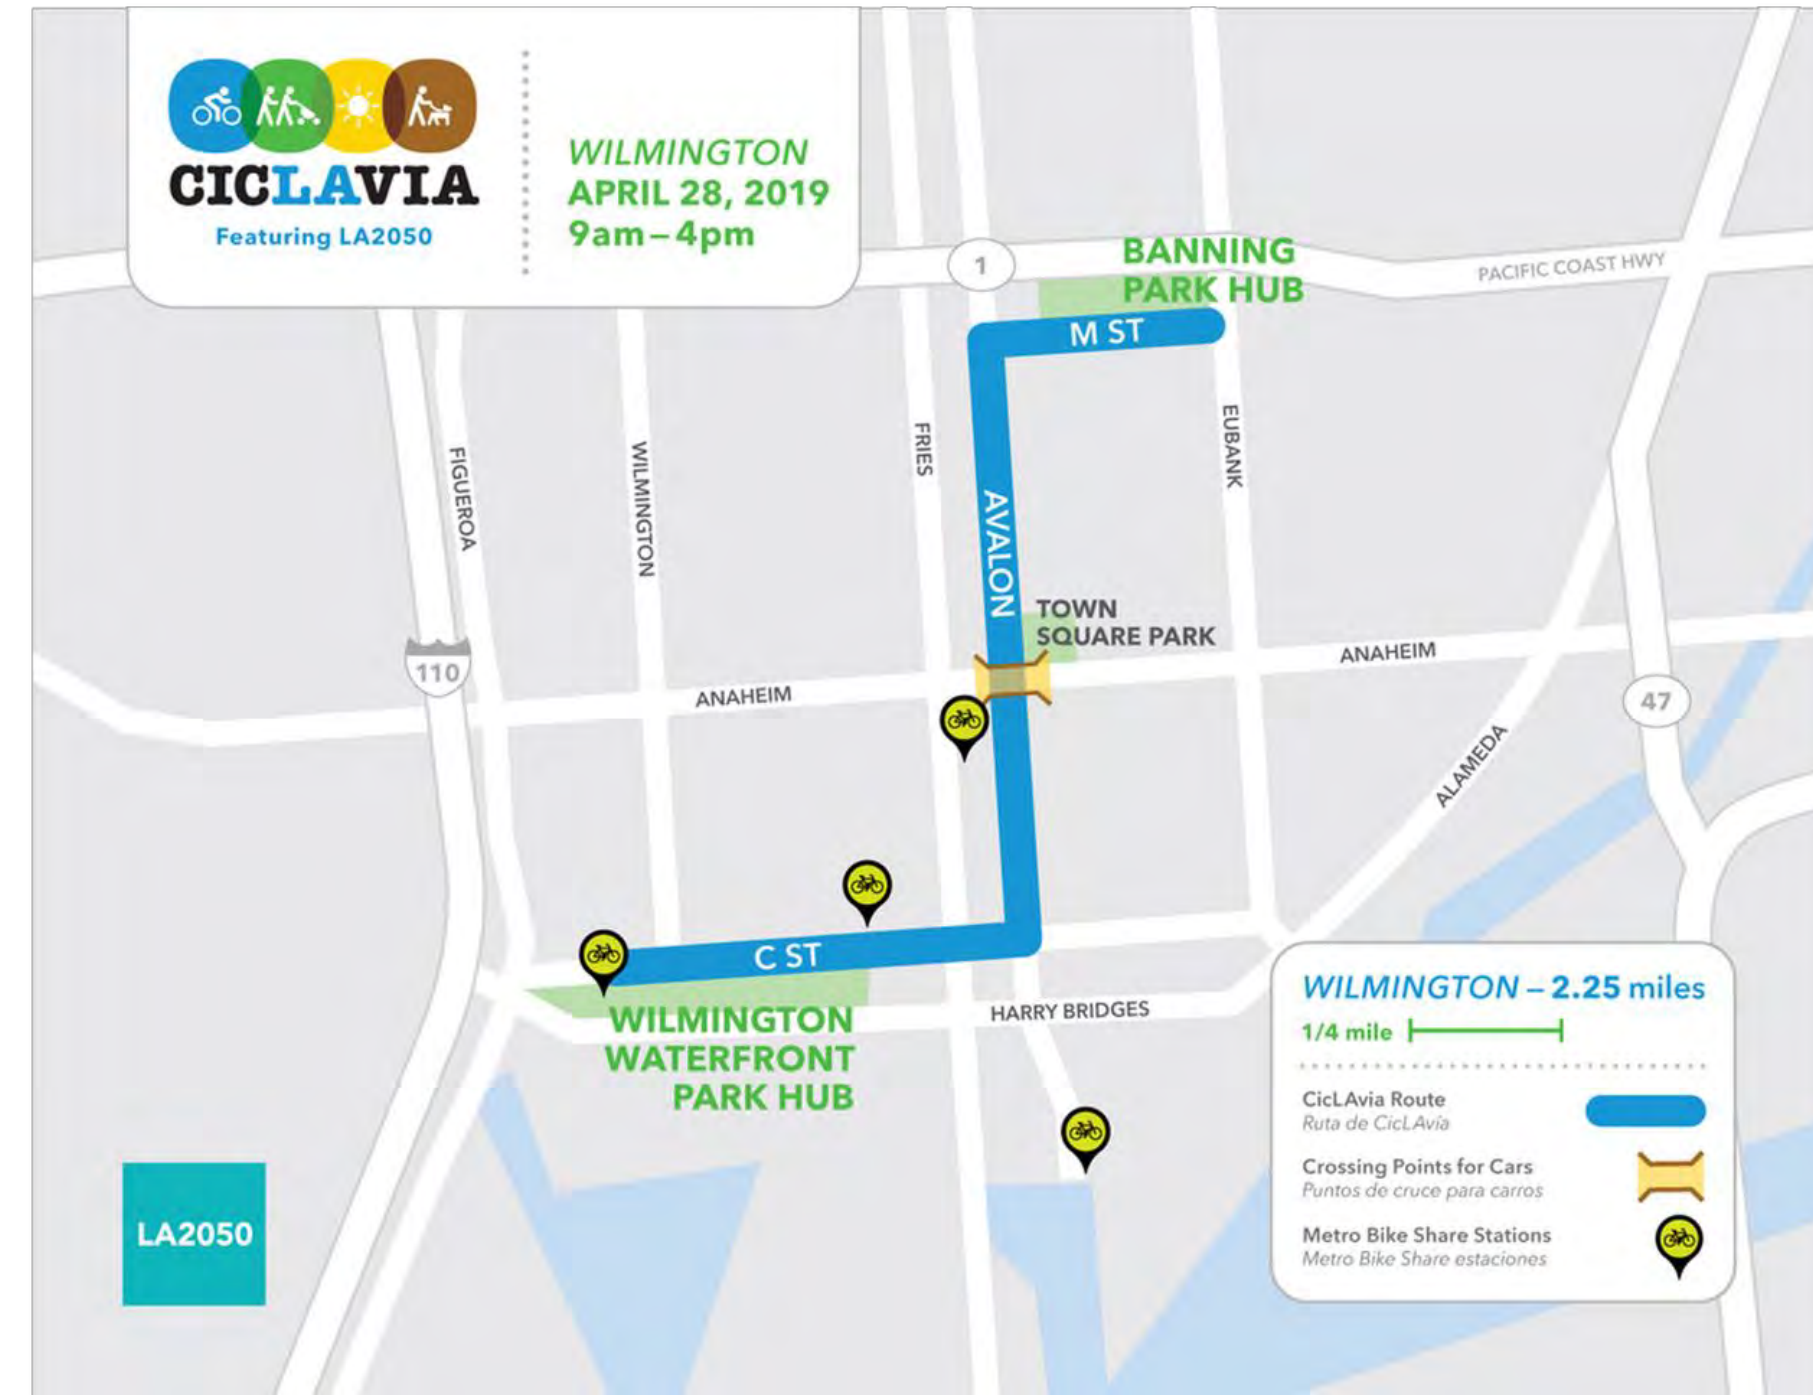 CICLAVIA
Featuring LA2050
WILMINGTON
APRIL 28, 2019
9am–4pm
1
BANNING
PARK HUB
PACIFIC COAST HWY
M ST
FIGUEROA
WILMINGTON
FRIES
EUBANK
AVALON
TOWN
SQUARE PARK
110
ANAHEIM
ANAHEIM
47
ALAMEDA
C ST
HARRY BRIDGES
WILMINGTON
WATERFRONT
PARK HUB
LA2050
WILMINGTON – 2.25 miles
1/4 mile
CicLAvia Route
Ruta de CicLAvía
Crossing Points for Cars
Puntos de cruce para carros
Metro Bike Share Stations
Metro Bike Share estaciones